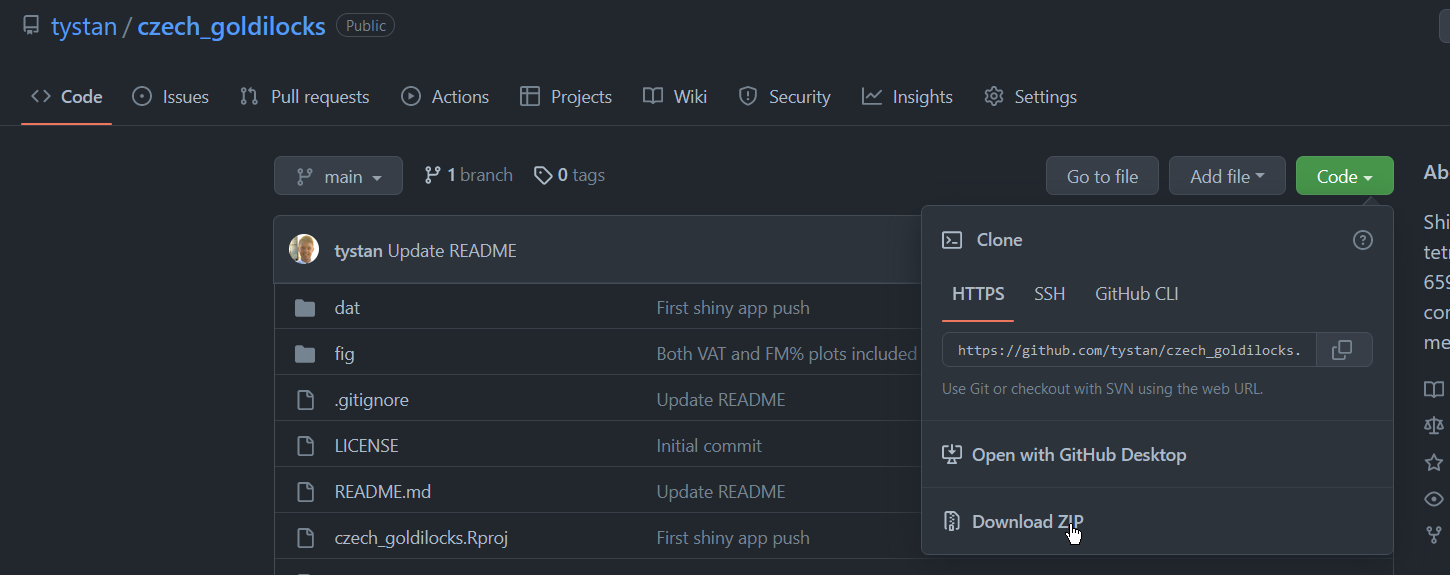 tystan / czech_goldilocks Public
Code Issues Pull requests Actions Projects Wiki Security Insights Settings
main 1 branch 0 tags Go to file Add file Code
tystan Update README
dat First shiny app push
fig Both VAT and FM% plots included
.gitignore Update README
LICENSE Initial commit
README.md Update README
czech_goldilocks.Rproj First shiny app push
Clone
HTTPS SSH GitHub CLI
https://github.com/tystan/czech_goldilocks.
Use Git or checkout with SVN using the web URL.
Open with GitHub Desktop
Download ZIP
Ab
Shi
tet
659
con
me